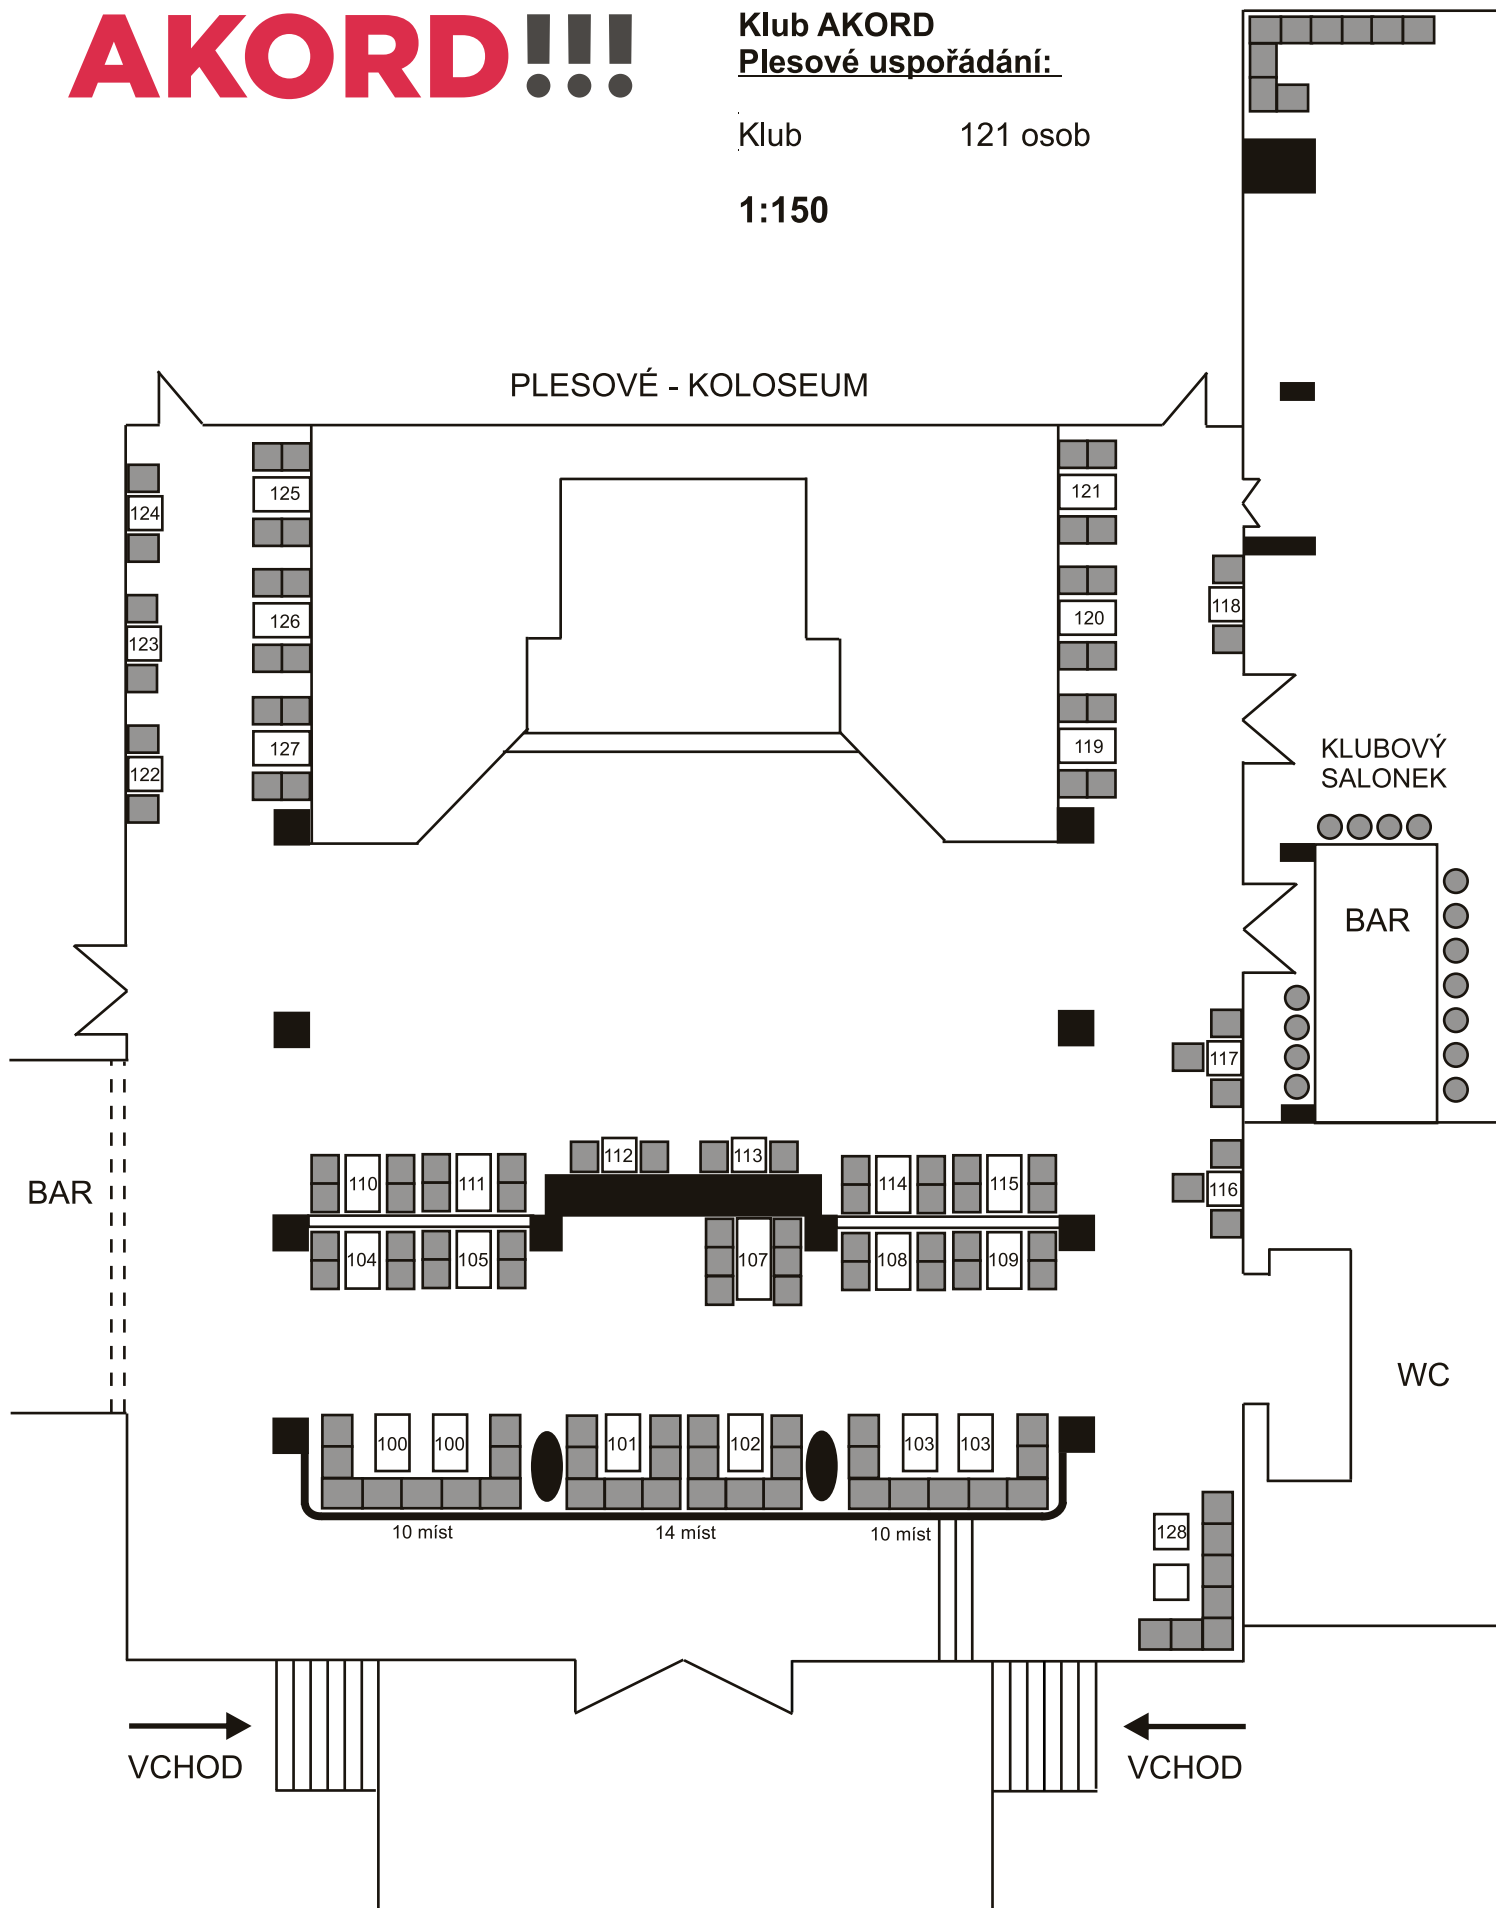 AKORD!!!
Klub AKORD
Plesové uspořádání:
Klub 121 osob
1:150
PLESOVÉ - KOLOSEUM
125
121
124
126
120
118
123
127
119
122
KLUBOVÝ
SALONEK
BAR
117
112
113
110
111
114
115
116
BAR
104
105
107
108
109
WC
100
100
101
102
103
103
10 míst
14 míst
10 míst
128
VCHOD
VCHOD